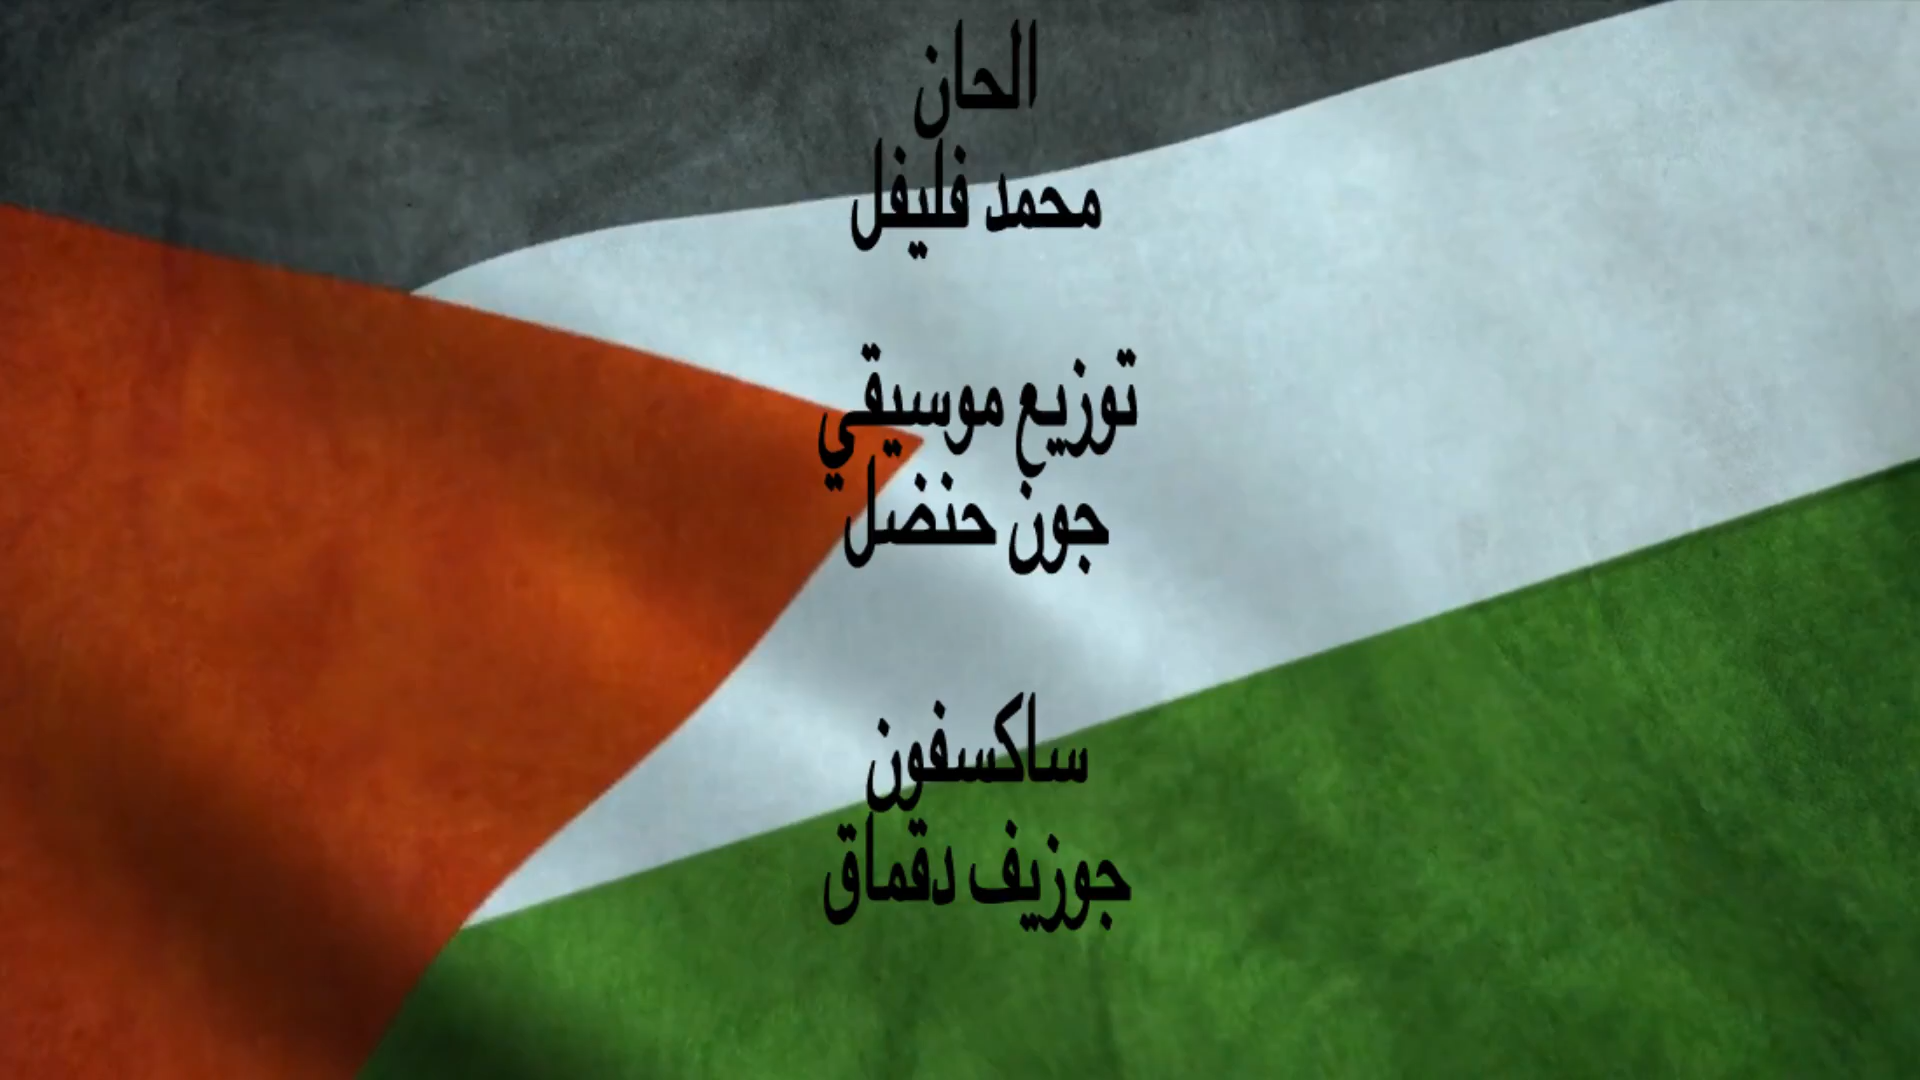 الحان
محمد فليفل
توزيع موسيقي
جون حنضل
ساكسفون
جوزيف دقماق